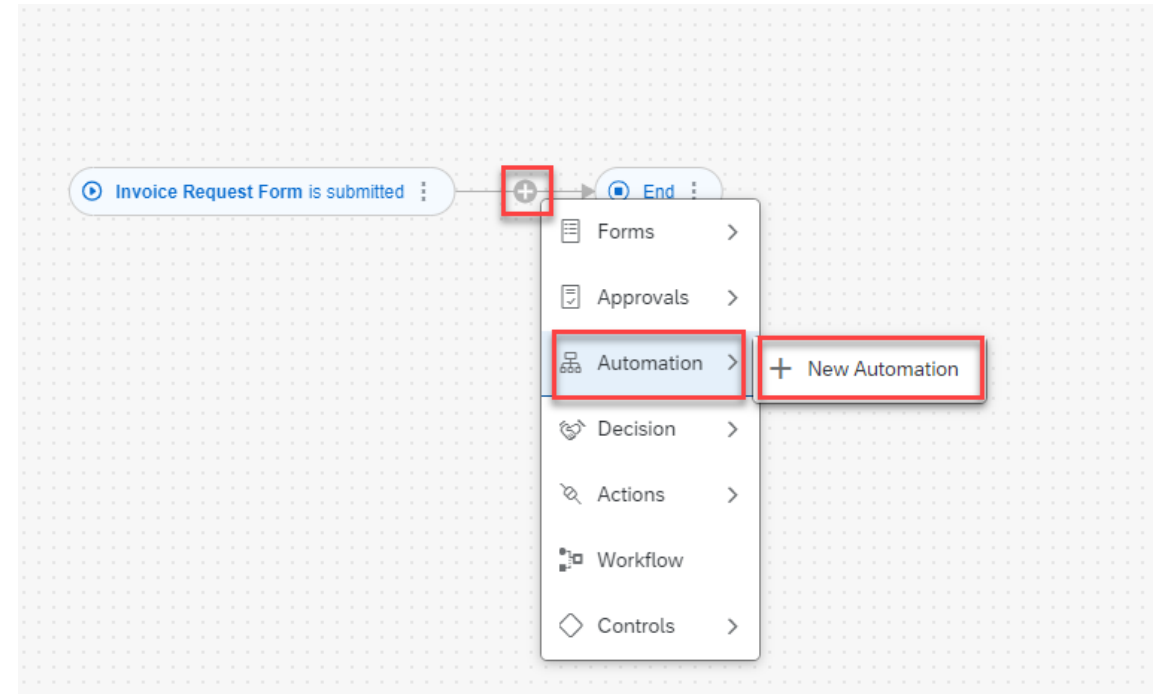 Invoice Request Form is submitted
End
Forms
Approvals
Automation
New Automation
Decision
Actions
Workflow
Controls